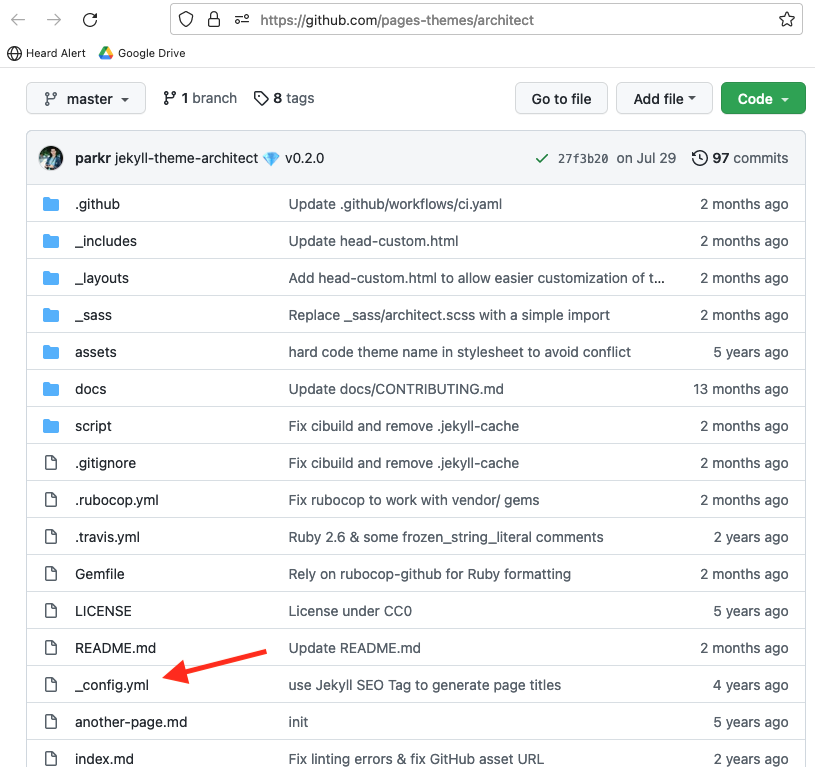 https://github.com/pages-themes/architect
Heard Alert Google Drive
master 1 branch 8 tags Go to file Add file Code
parkr jekyll-theme-architect 💎 v0.2.0 27f3b20 on Jul 29 97 commits
.github Update .github/workflows/ci.yaml 2 months ago
_includes Update head-custom.html 2 months ago
_layouts Add head-custom.html to allow easier customization of t... 2 months ago
_sass Replace _sass/architect.scss with a simple import 2 months ago
assets hard code theme name in stylesheet to avoid conflict 5 years ago
docs Update docs/CONTRIBUTING.md 13 months ago
script Fix cibuild and remove .jekyll-cache 2 months ago
.gitignore Fix cibuild and remove .jekyll-cache 2 months ago
.rubocop.yml Fix rubocop to work with vendor/ gems 2 months ago
.travis.yml Ruby 2.6 & some frozen_string_literal comments 2 years ago
Gemfile Rely on rubocop-github for Ruby formatting 2 months ago
LICENSE License under CC0 5 years ago
README.md Update README.md 2 months ago
_config.yml use Jekyll SEO Tag to generate page titles 4 years ago
another-page.md init 5 years ago
index.md Fix linting errors & fix GitHub asset URL 2 years ago